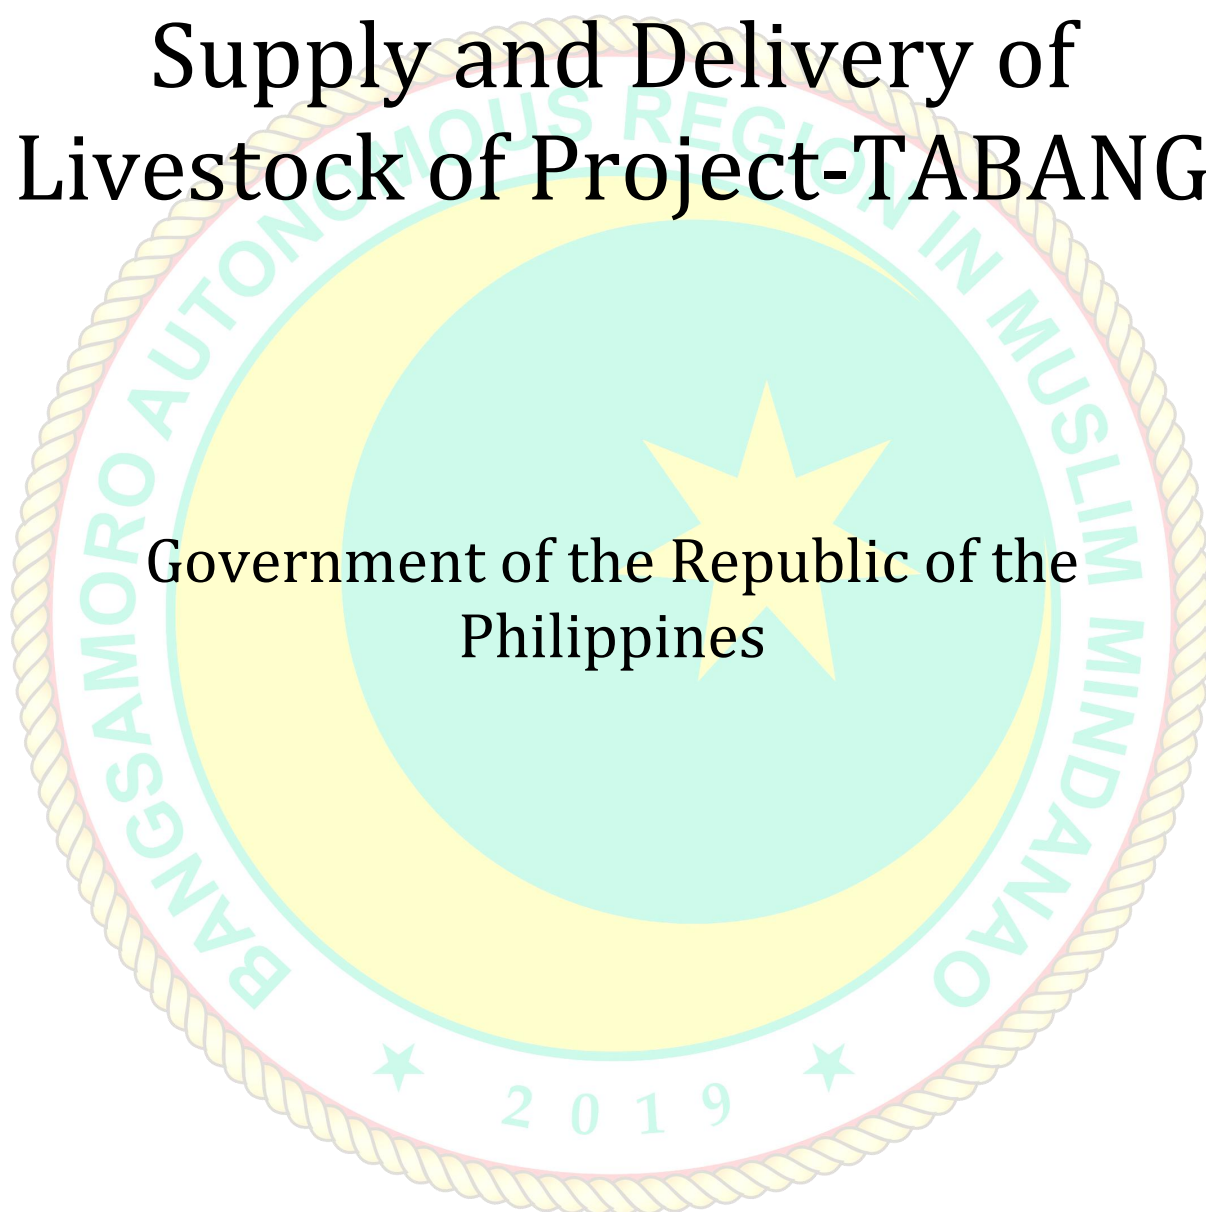 Supply and Delivery of
Livestock of Project-TABANG
BANGSAMORO AUTONOMOUS REGION IN MUSLIM MINDANAO
Government of the Republic of the
Philippines
2019